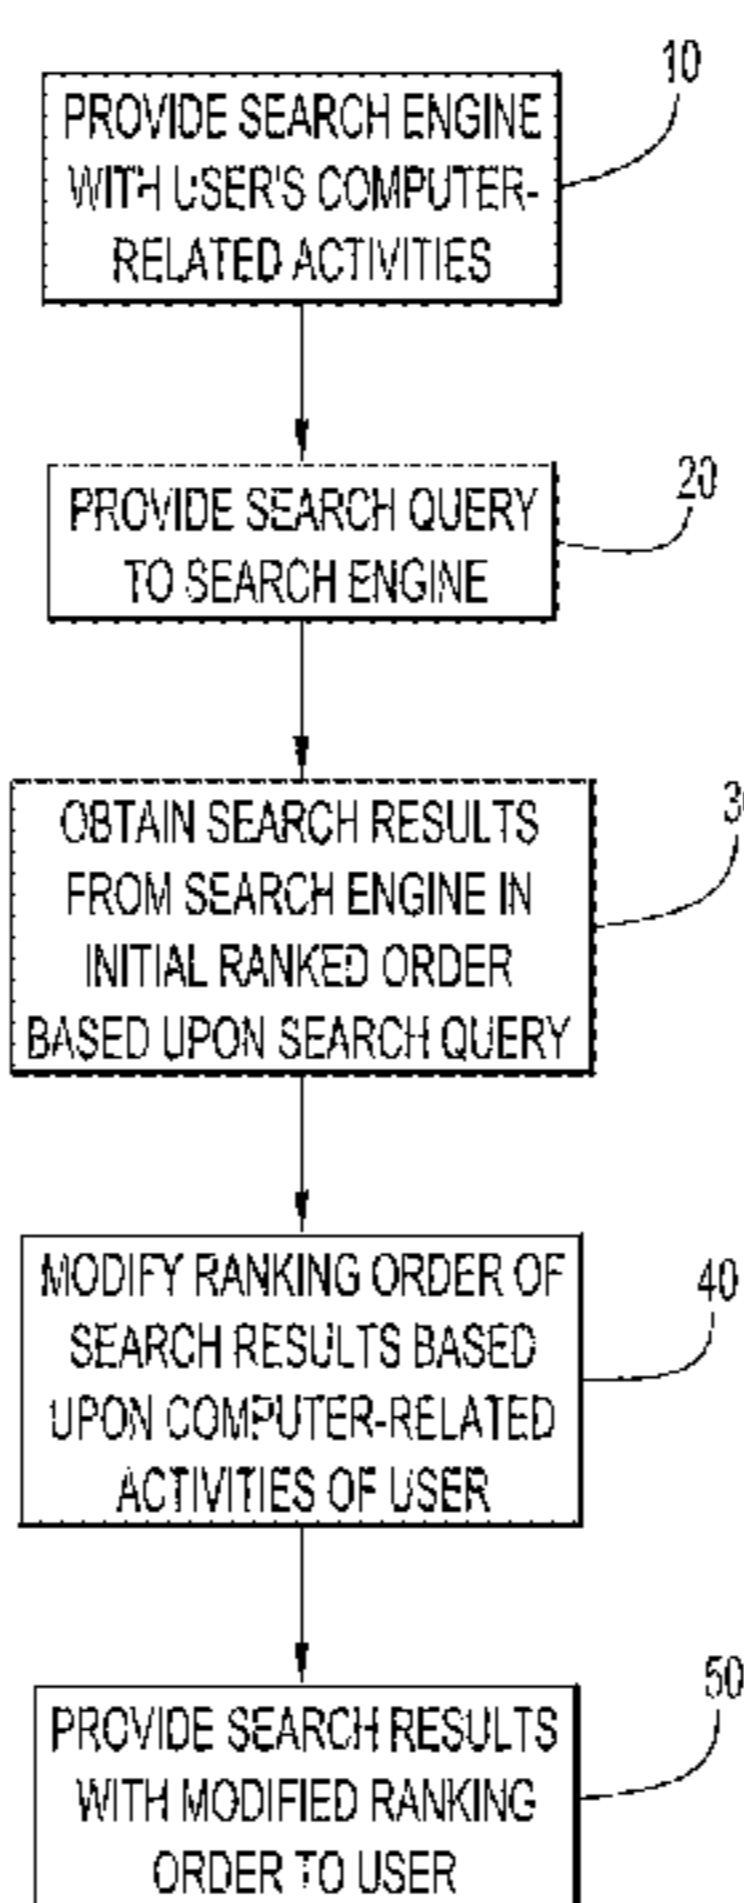 10
PROVIDE SEARCH ENGINE
WITH USER'S COMPUTER-
RELATED ACTIVITIES
20
PROVIDE SEARCH QUERY
TO SEARCH ENGINE
OBTAIN SEARCH RESULTS
FROM SEARCH ENGINE IN
INITIAL RANKED ORDER
BASED UPON SEARCH QUERY
40
MODIFY RANKING ORDER OF
SEARCH RESULTS BASED
UPON COMPUTER-RELATED
ACTIVITIES OF USER
50
PROVIDE SEARCH RESULTS
WITH MODIFIED RANKING
ORDER TO USER